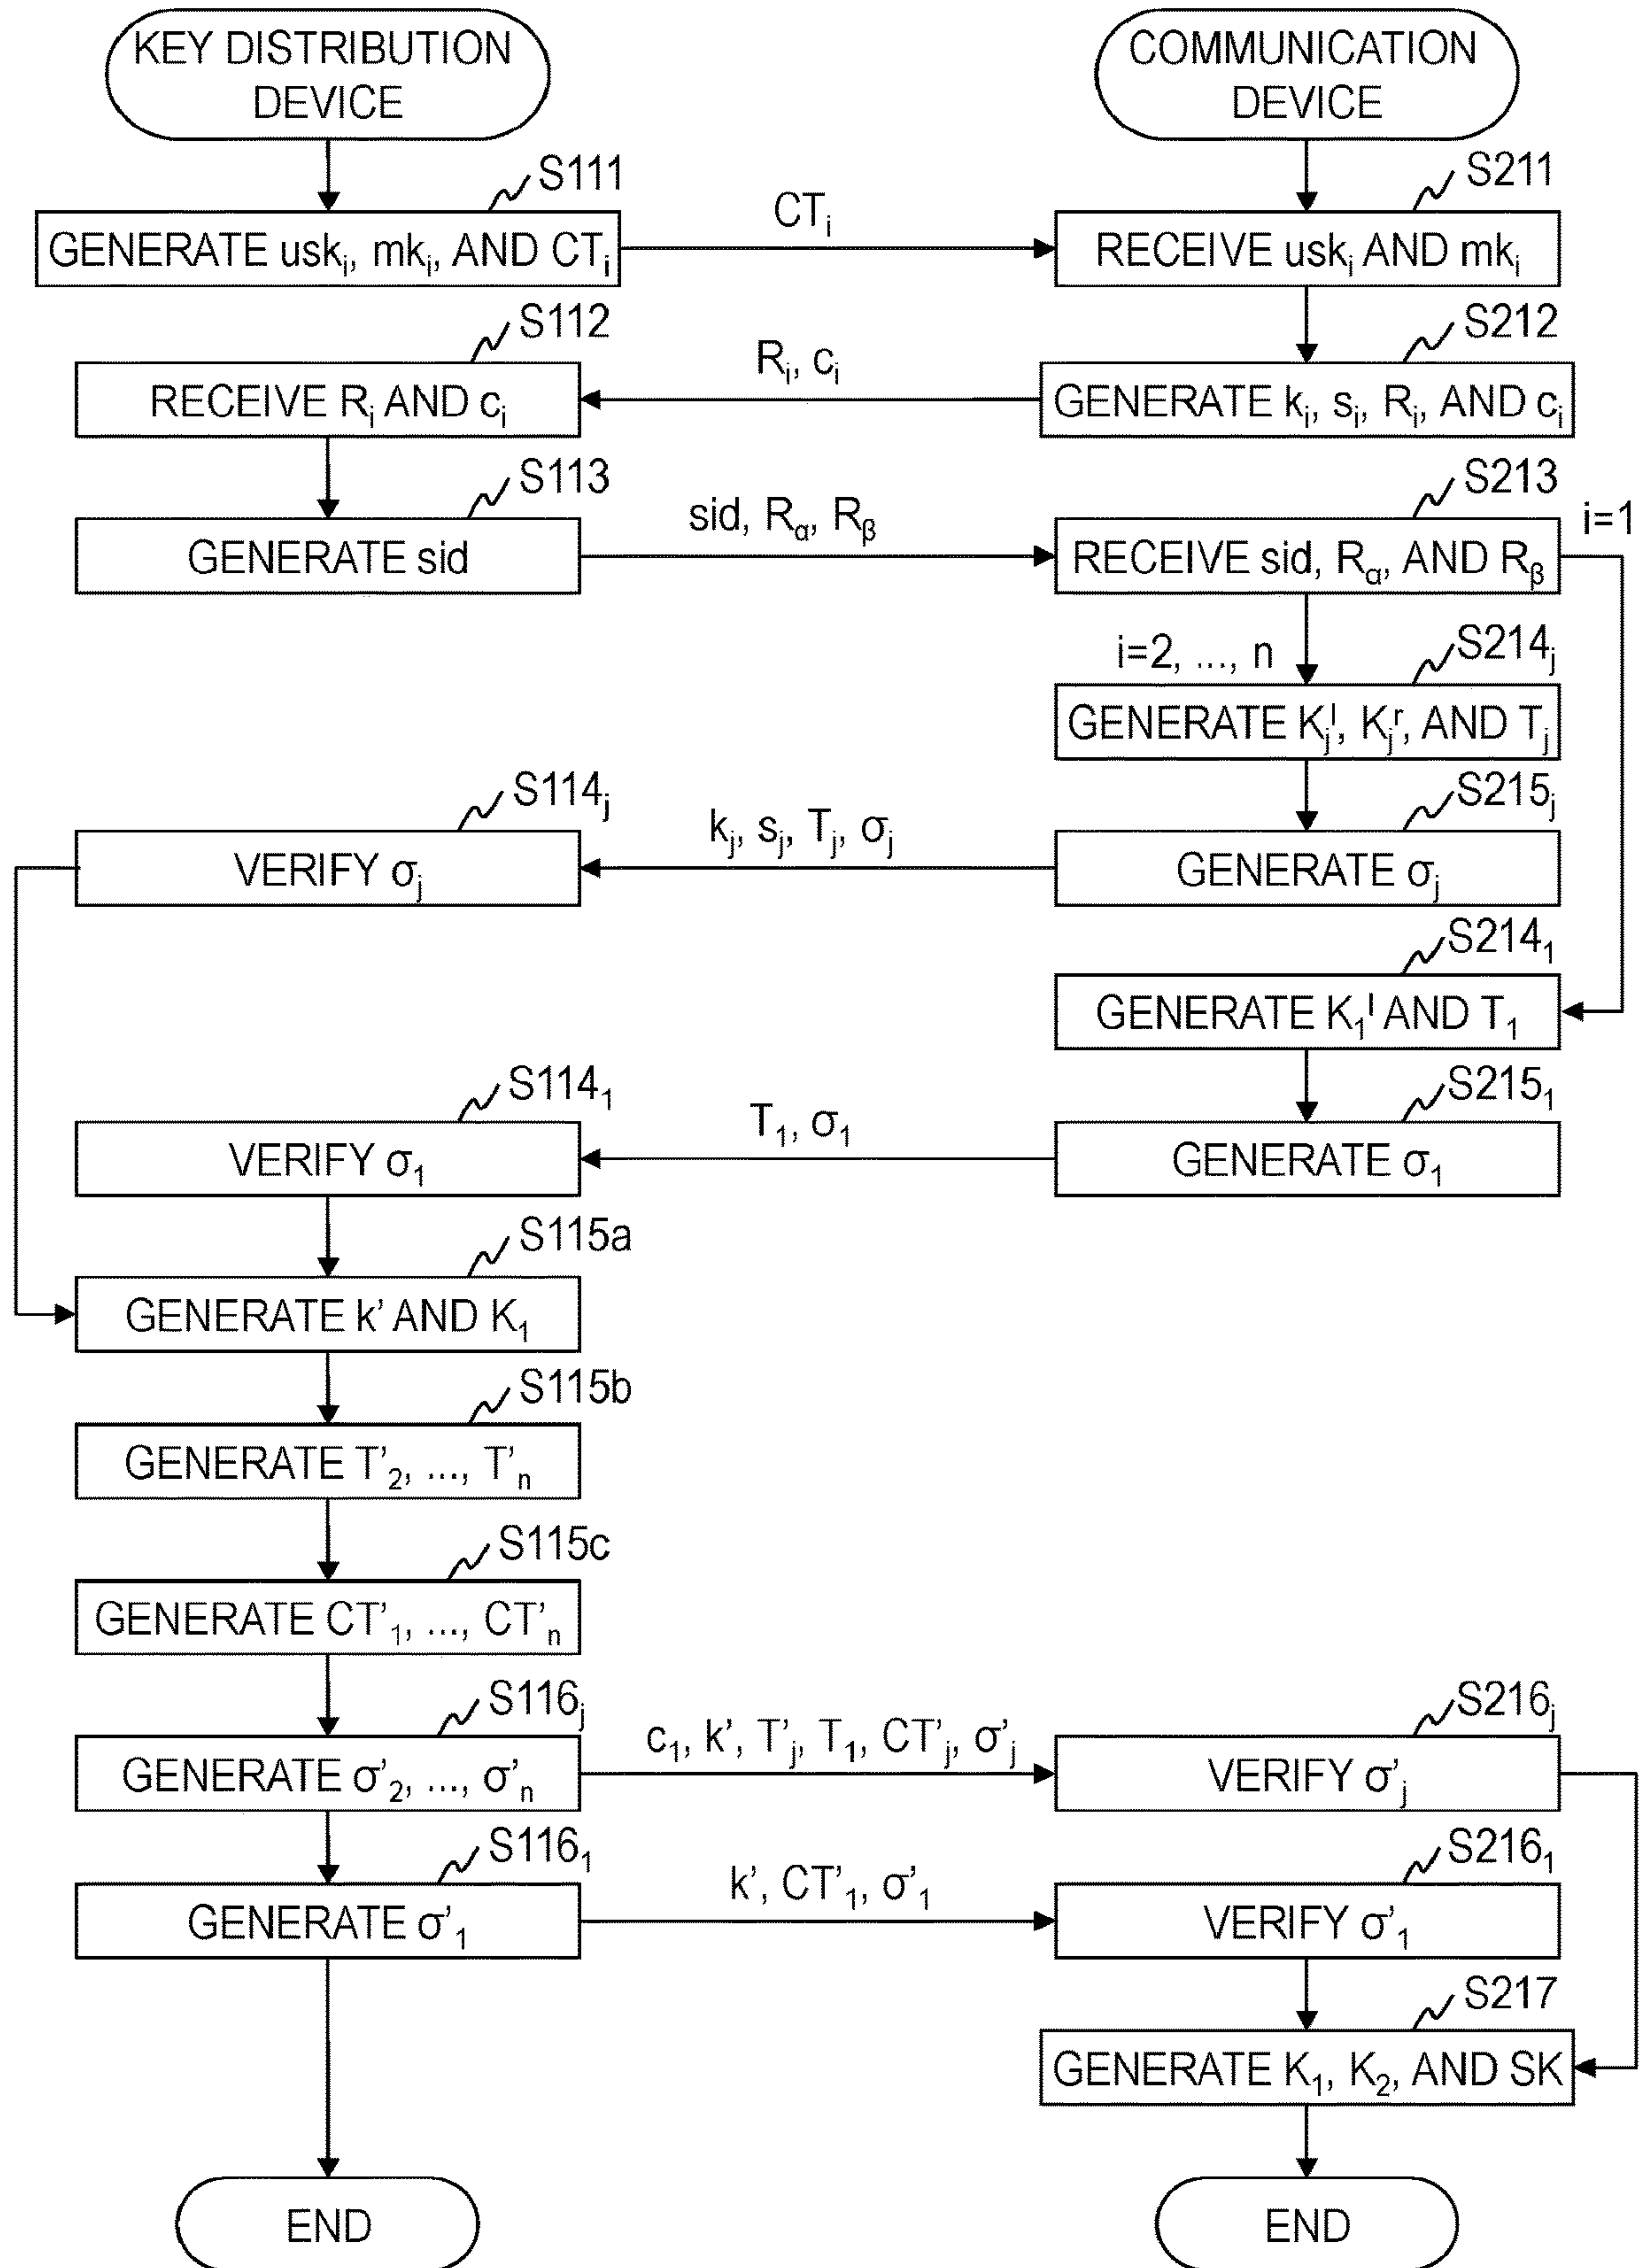 KEY DISTRIBUTION
DEVICE
COMMUNICATION
DEVICE
S111
GENERATE uskᵢ, mkᵢ, AND CTᵢ
CTᵢ
S211
RECEIVE uskᵢ AND mkᵢ
S112
RECEIVE Rᵢ AND cᵢ
Rᵢ, cᵢ
S212
GENERATE kᵢ, sᵢ, Rᵢ, AND cᵢ
S113
GENERATE sid
sid, Rα, Rᵦ
S213
RECEIVE sid, Rα, AND Rᵦ
i=1
i=2, ..., n
S214ⱼ
GENERATE Kⱼˡ, Kⱼʳ, AND Tⱼ
S114ⱼ
VERIFY σⱼ
kⱼ, sⱼ, Tⱼ, σⱼ
S215ⱼ
GENERATE σⱼ
S214₁
GENERATE K₁ˡ AND T₁
S114₁
VERIFY σ₁
T₁, σ₁
S215₁
GENERATE σ₁
S115a
GENERATE k' AND K₁
S115b
GENERATE T'₂, ..., T'ₙ
S115c
GENERATE CT'₁, ..., CT'ₙ
S116ⱼ
GENERATE σ'₂, ..., σ'ₙ
c₁, k', T'ⱼ, T₁, CT'ⱼ, σ'ⱼ
S216ⱼ
VERIFY σ'ⱼ
S116₁
GENERATE σ'₁
k', CT'₁, σ'₁
S216₁
VERIFY σ'₁
S217
GENERATE K₁, K₂, AND SK
END
END